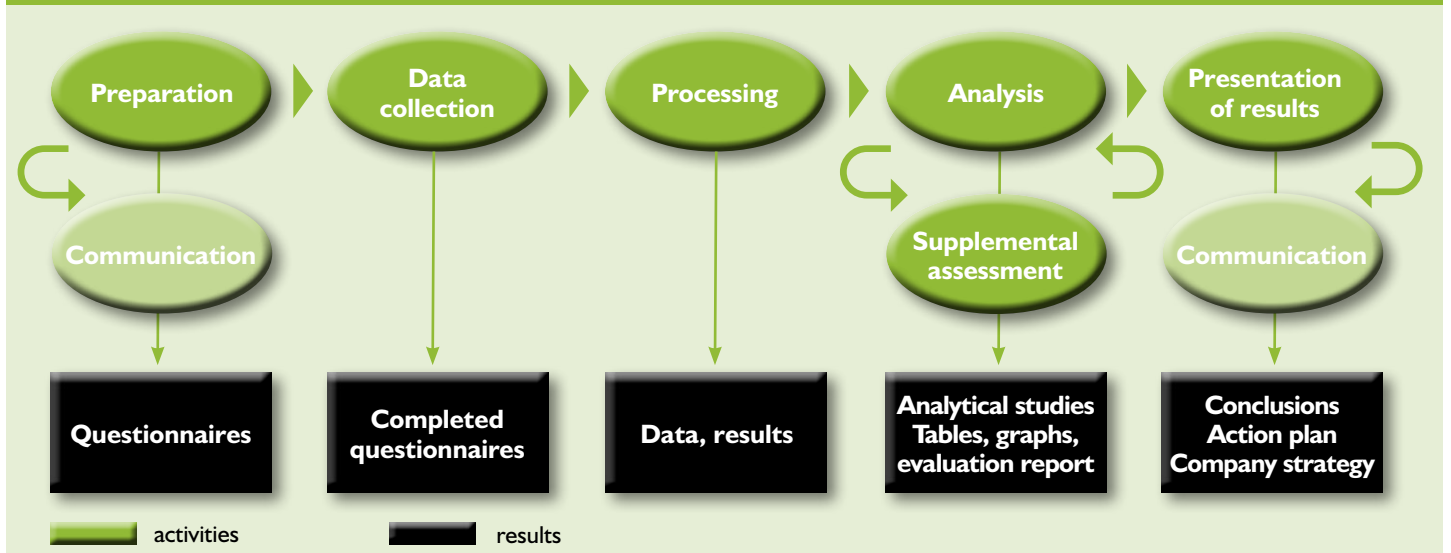 Preparation
Data
collection
Processing
Analysis
Presentation
of results
Communication
Supplemental
assessment
Communication
Questionnaires
Completed
questionnaires
Data, results
Analytical studies
Tables, graphs,
evaluation report
Conclusions
Action plan
Company strategy
activities
results